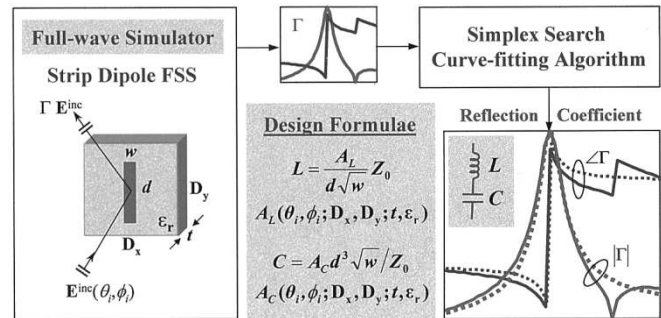 Full-wave Simulator
Strip Dipole FSS
Γ E^inc
w
d
D_y
ε_r
t
D_x
E^inc(θ_i,ϕ_i)
Γ
Simplex Search
Curve-fitting Algorithm
Design Formulae
L = A_L/(d√w) Z_0
A_L(θ_i,ϕ_i;D_x,D_y;t,ε_r)
C = A_C d^3 √w/Z_0
A_C(θ_i,ϕ_i;D_x,D_y;t,ε_r)
Reflection Coefficient
L
C
∠Γ
|Γ|